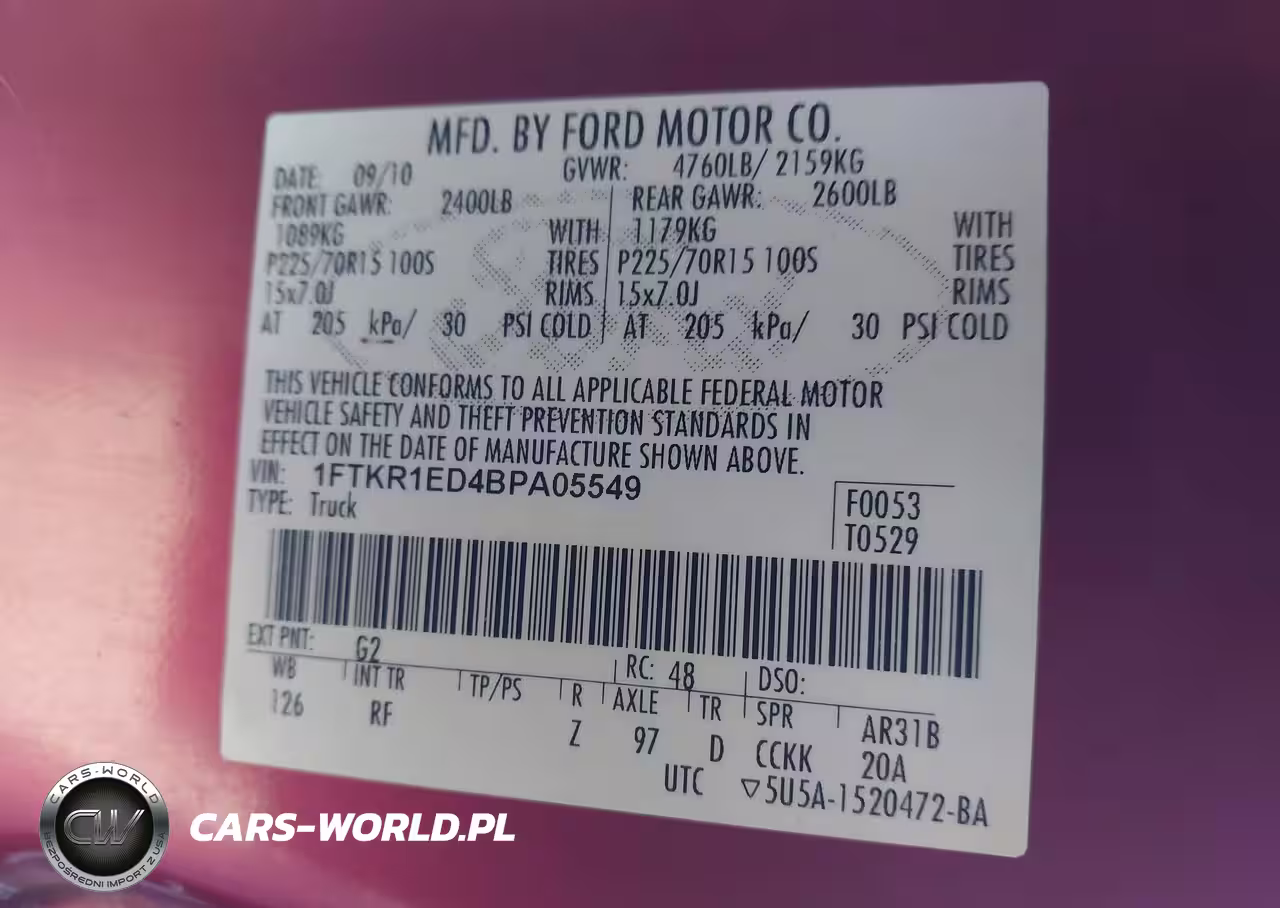 MFD. BY FORD MOTOR CO.
DATE: 09/10 GVWR: 4760LB/ 2159KG
FRONT GAWR: 2400LB REAR GAWR: 2600LB
1089KG WITH 1179KG WITH
P225/70R15 100S TIRES P225/70R15 100S TIRES
15x7.0J RIMS 15x7.0J RIMS
AT 205 kPa/ 30 PSI COLD AT 205 kPa/ 30 PSI COLD
THIS VEHICLE CONFORMS TO ALL APPLICABLE FEDERAL MOTOR
VEHICLE SAFETY AND THEFT PREVENTION STANDARDS IN
EFFECT ON THE DATE OF MANUFACTURE SHOWN ABOVE.
VIN: 1FTKR1ED4BPA05549
TYPE: Truck
F0053
T0529
EXT PNT: G2 RC: 48 DSO:
WB INT TR TP/PS R AXLE TR SPR AR31B
126 RF Z 97 D CCKK 20A
UTC ▽5U5A-1520472-BA
CARS-WORLD
CW
BEZPOŚREDNI IMPORT Z USA
CARS-WORLD.PL